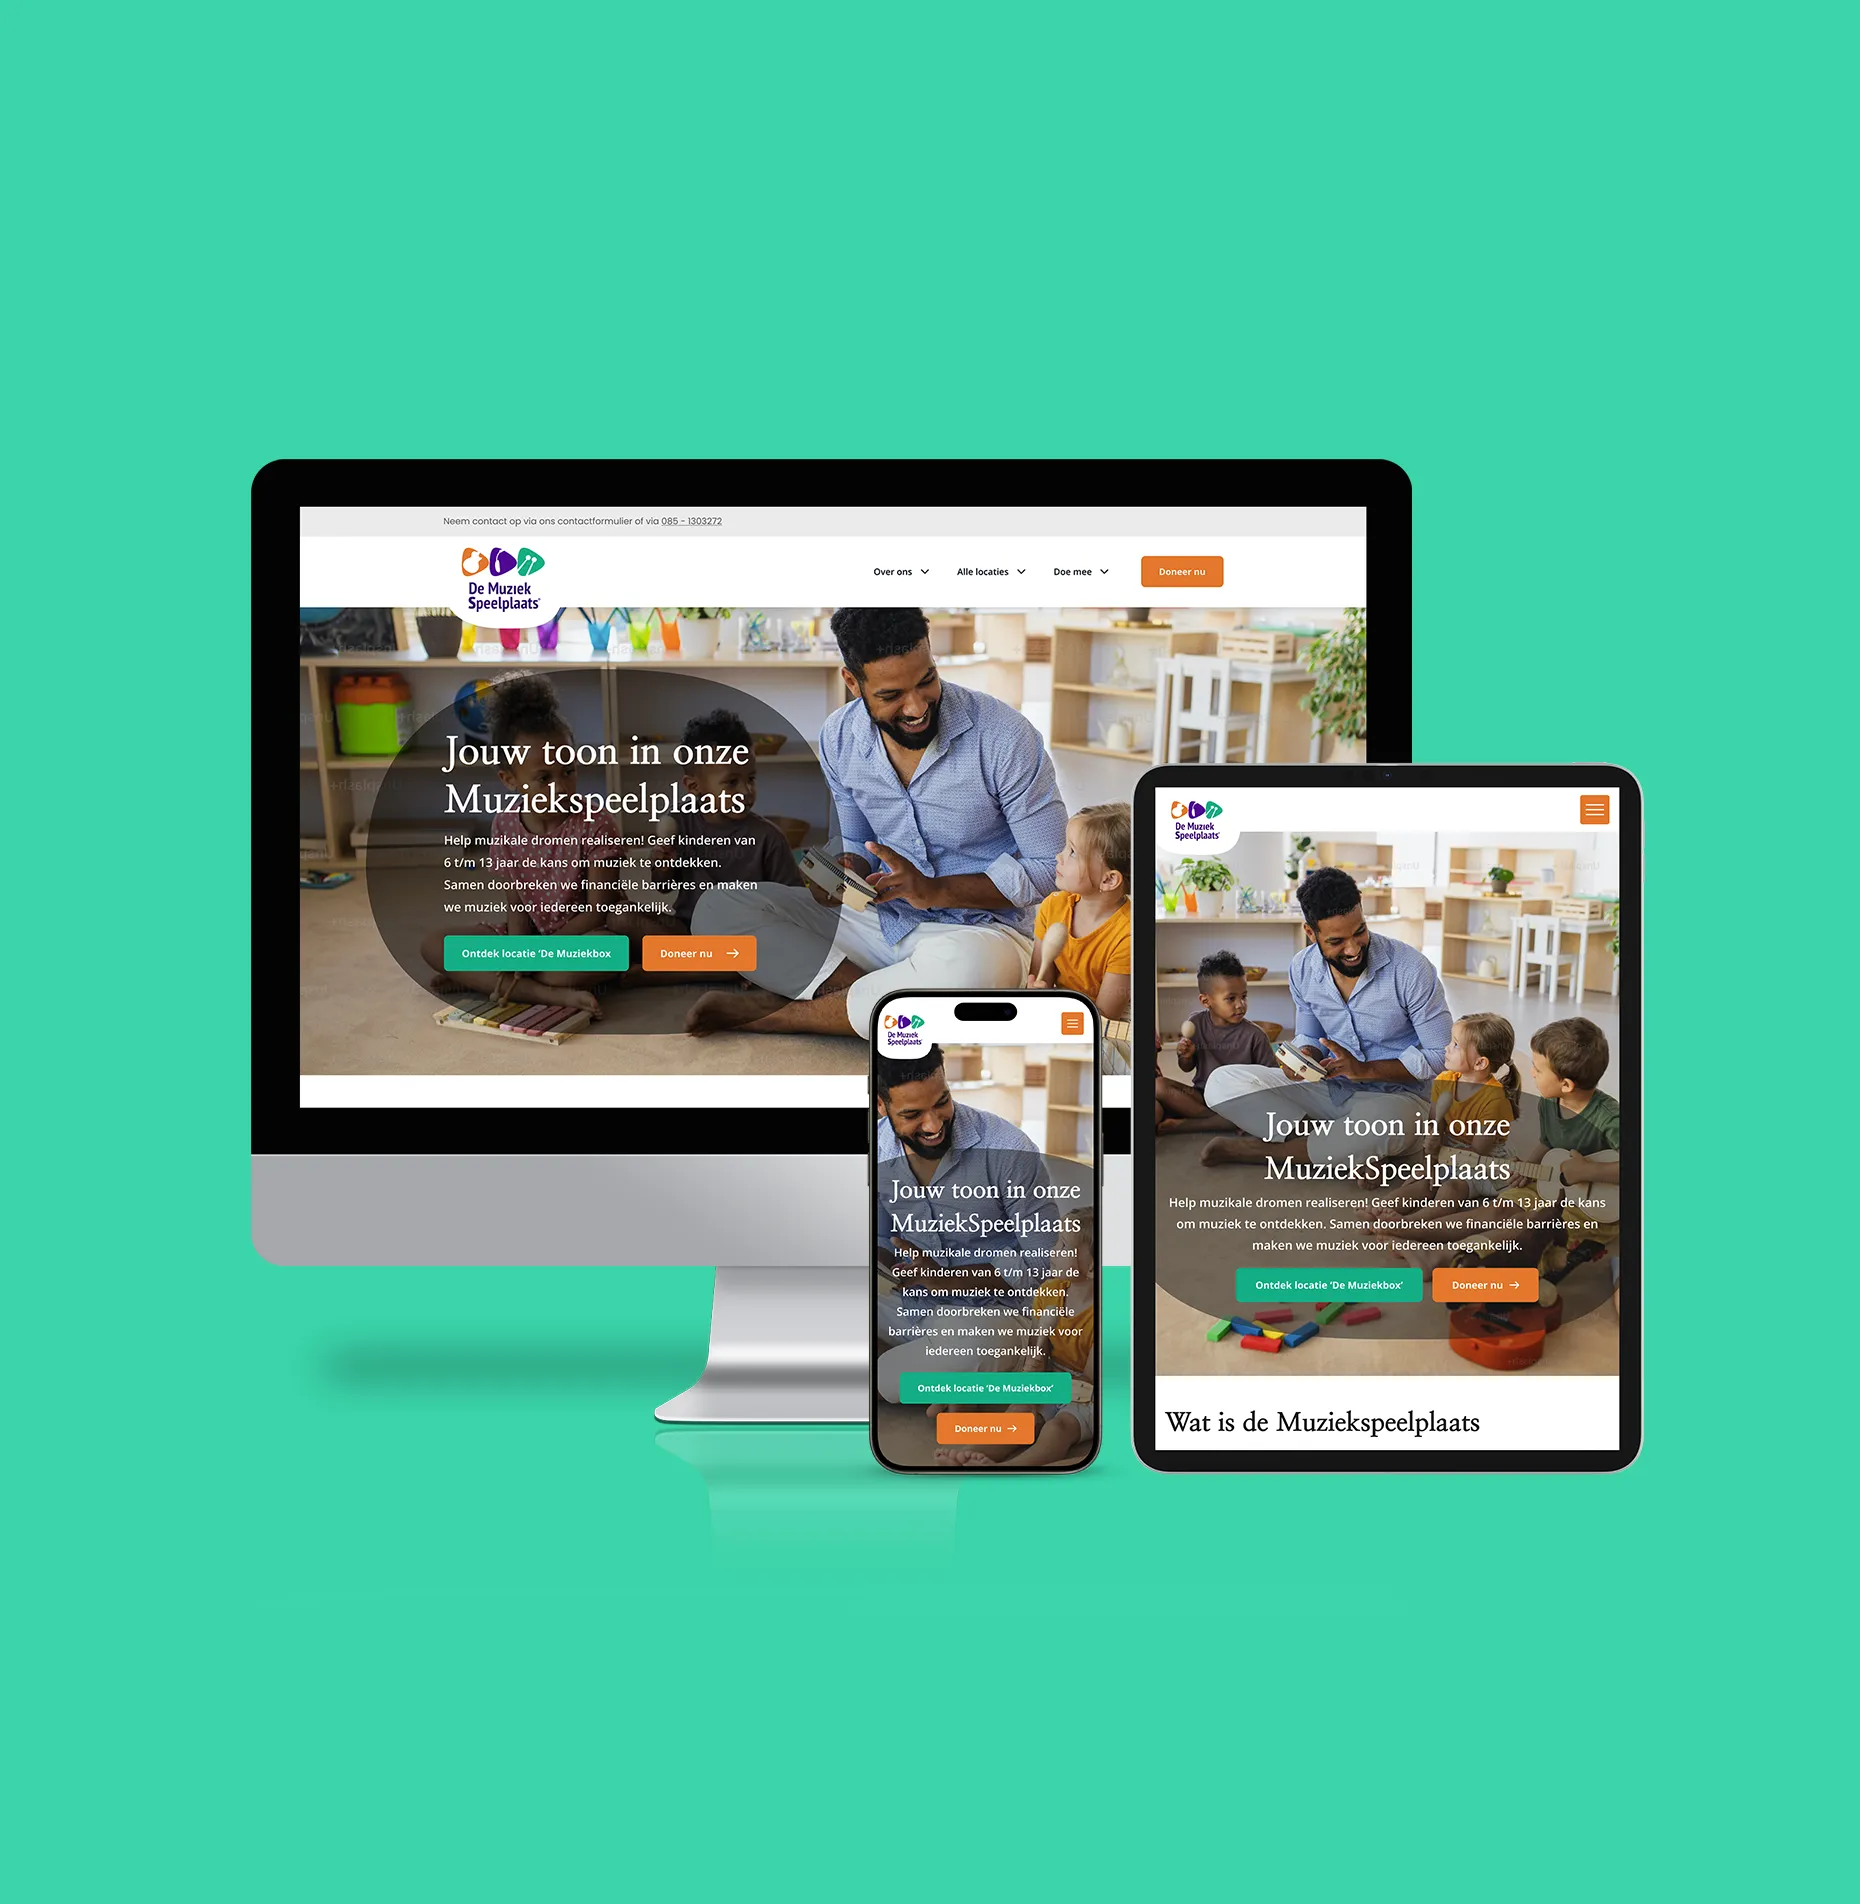 Neem contact op via ons contactformulier of via 085 - 1303272
De Muziek
Speelplaats
Over ons
Alle locaties
Doe mee
Doneer nu
Jouw toon in onze
Muziekspeelplaats
Help muzikale dromen realiseren! Geef kinderen van
6 t/m 13 jaar de kans om muziek te ontdekken.
Samen doorbreken we financiële barrières en maken
we muziek voor iedereen toegankelijk.
Ontdek locatie ‘De Muziekbox
Doneer nu →
De Muziek
Speelplaats
Jouw toon in onze
MuziekSpeelplaats
Help muzikale dromen realiseren!
Geef kinderen van 6 t/m 13 jaar de
kans om muziek te ontdekken.
Samen doorbreken we financiële
barrières en maken we muziek voor
iedereen toegankelijk.
Ontdek locatie ‘De Muziekbox’
Doneer nu →
De Muziek
Speelplaats
Jouw toon in onze
MuziekSpeelplaats
Help muzikale dromen realiseren! Geef kinderen van 6 t/m 13 jaar de kans
om muziek te ontdekken. Samen doorbreken we financiële barrières en
maken we muziek voor iedereen toegankelijk.
Ontdek locatie ‘De Muziekbox’
Doneer nu →
Wat is de Muziekspeelplaats